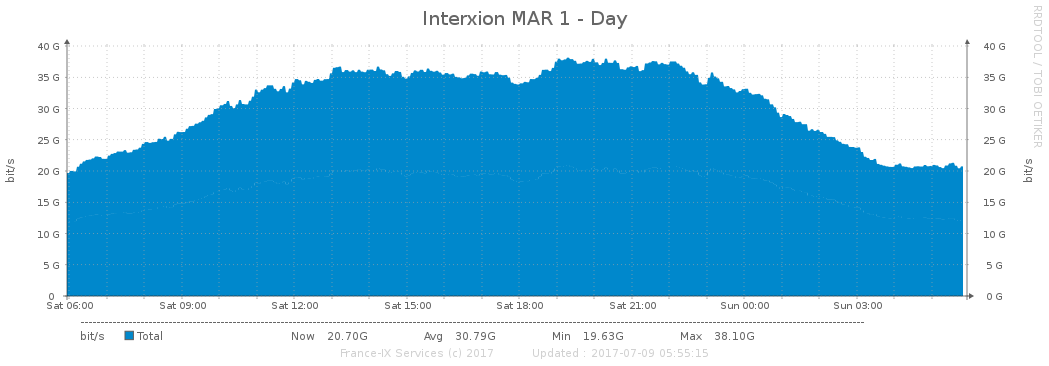 Interxion MAR 1 - Day
RRDTOOL / TOBI OETIKER
bit/s
40 G 40 G
35 G 35 G
30 G 30 G
25 G 25 G
20 G 20 G
15 G 15 G
10 G 10 G
5 G 5 G
0 0 G
bit/s
Sat 06:00 Sat 09:00 Sat 12:00 Sat 15:00 Sat 18:00 Sat 21:00 Sun 00:00 Sun 03:00
bit/s Total Now 20.70G Avg 30.79G Min 19.63G Max 38.10G
France-IX Services (c) 2017 Updated : 2017-07-09 05:55:15